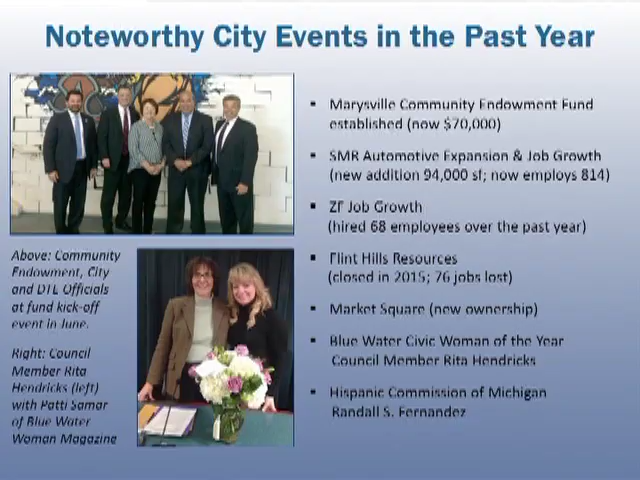 Noteworthy City Events in the Past Year
▪ Marysville Community Endowment Fund
established (now $70,000)
▪ SMR Automotive Expansion & Job Growth
(new addition 94,000 sf; now employs 814)
▪ Zf Job Growth
(hired 68 employees over the past year)
▪ Flint Hills Resources
(closed in 2015; 76 jobs lost)
▪ Market Square (new ownership)
▪ Blue Water Civic Woman of the Year
Council Member Rita Hendricks
▪ Hispanic Commission of Michigan
Randall S. Fernandez
Above: Community
Endowment, City
and DTE Officials
at fund kick-off
event in June.
Right: Council
Member Rita
Hendricks (left)
with Patti Samar
of Blue Water
Woman Magazine